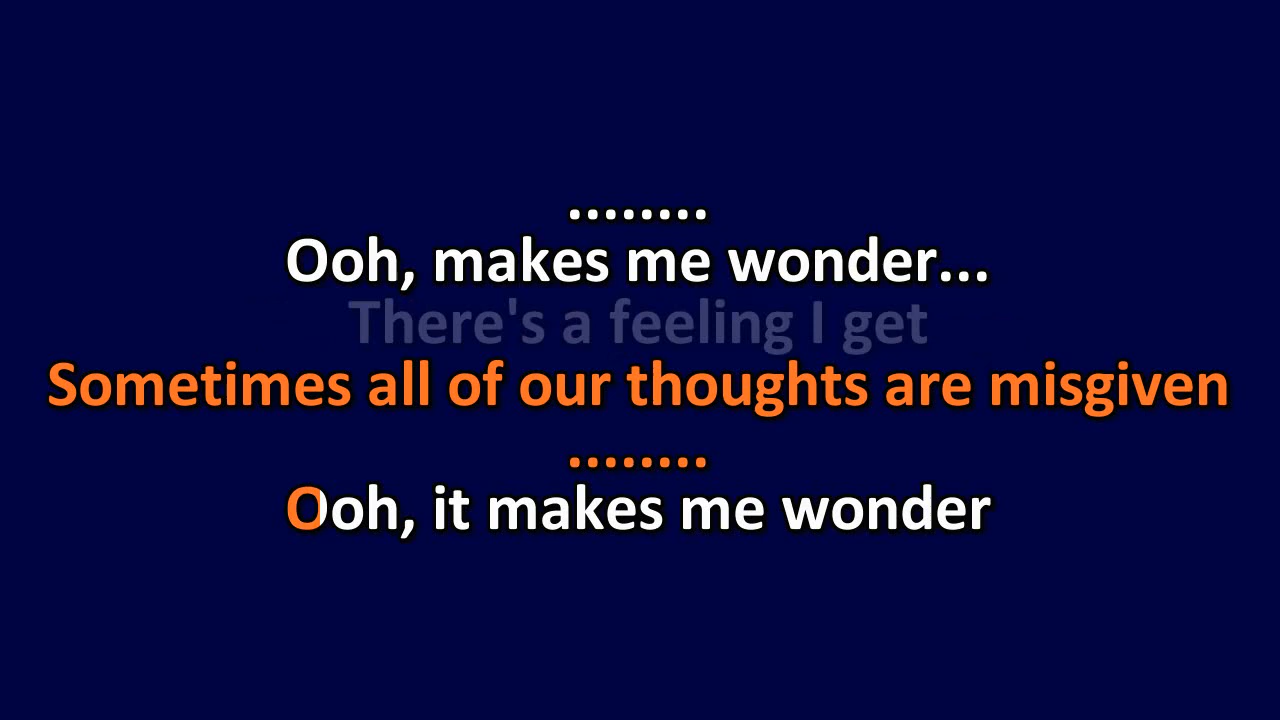 ........
Ooh, makes me wonder...
There's a feeling I get
Sometimes all of our thoughts are misgiven
........
Ooh, it makes me wonder